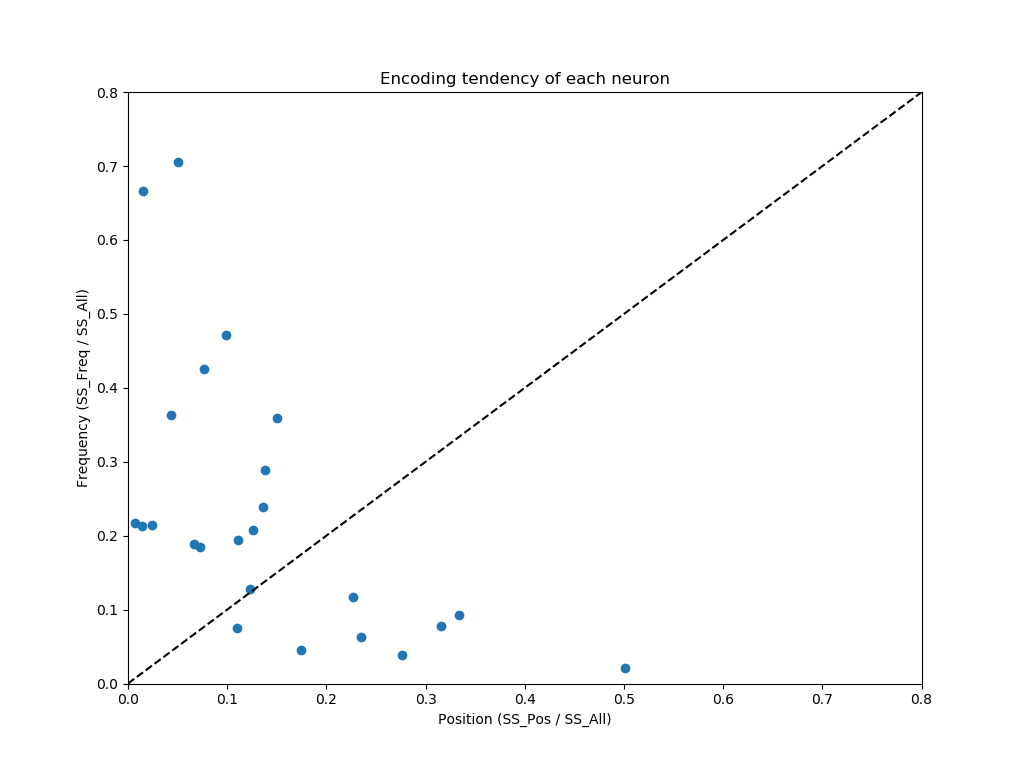 Encoding tendency of each neuron
0.8
0.7
0.6
0.5
0.4
0.3
0.2
0.1
0.0
Frequency (SS_Freq / SS_All)
0.0 0.1 0.2 0.3 0.4 0.5 0.6 0.7 0.8
Position (SS_Pos / SS_All)